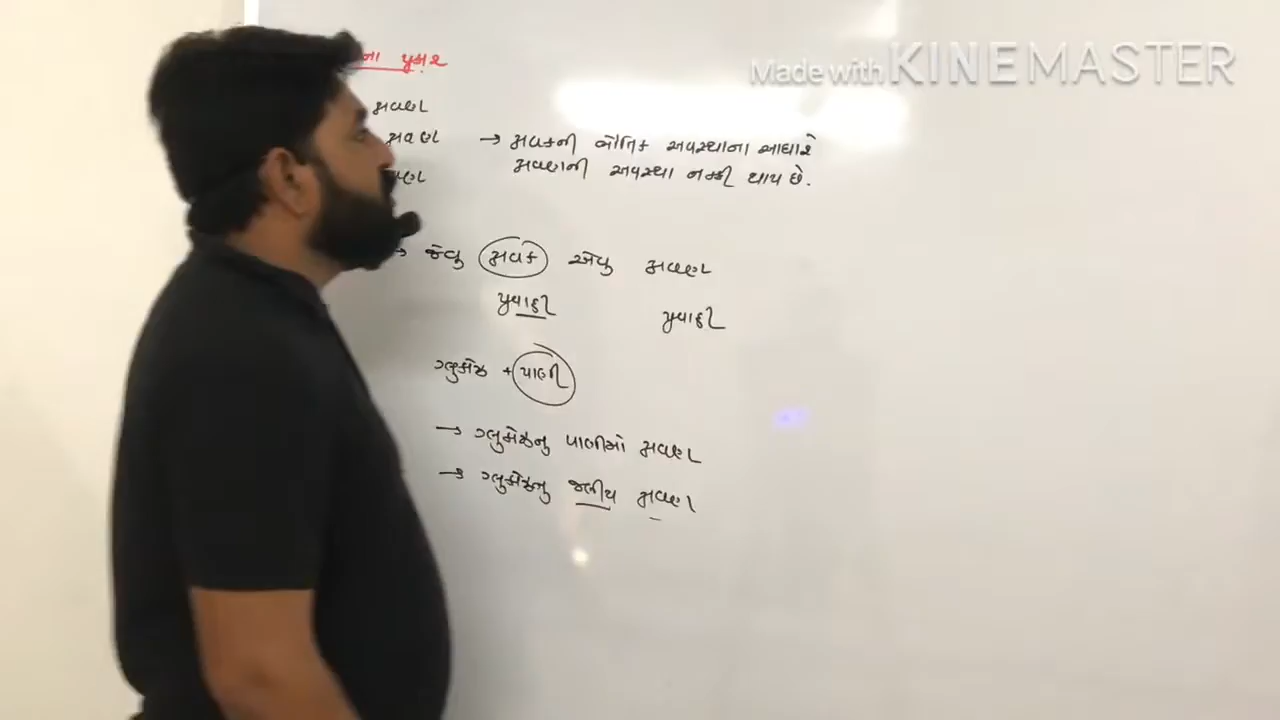 Made with KINEMASTER
ના પ્રકાર
દ્રાવણ
દ્રાવણ
વણ
→ દ્રાવકની ભૌતિક અવસ્થાના આધારે
દ્રાવણની અવસ્થા નક્કી થાય છે.
→ જેવુ દ્રાવક એવુ દ્રાવણ
પ્રવાહી પ્રવાહી
ગ્લુકોઝ + પાણી
→ ગ્લુકોઝનુ પાણીમાં દ્રાવણ
→ ગ્લુકોઝનુ જલીય દ્રાવણ